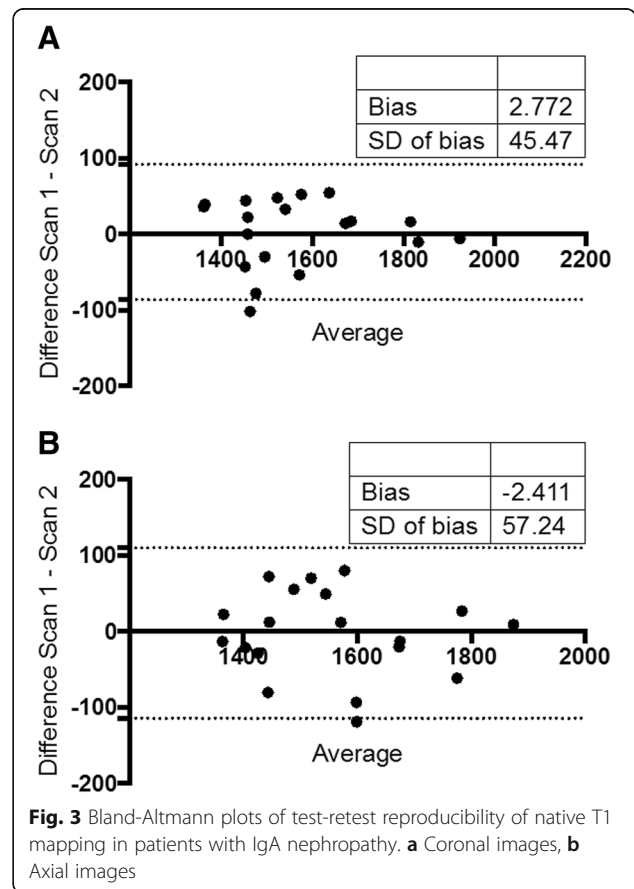 A
Difference Scan 1 - Scan 2
200
100
0
-100
-200
Bias 2.772
SD of bias 45.47
1400 1600 1800 2000 2200
Average
B
Difference Scan 1 - Scan 2
200
100
0
-100
-200
Bias -2.411
SD of bias 57.24
1400 1600 1800 2000
Average
Fig. 3 Bland-Altmann plots of test-retest reproducibility of native T1
mapping in patients with IgA nephropathy. a Coronal images, b
Axial images